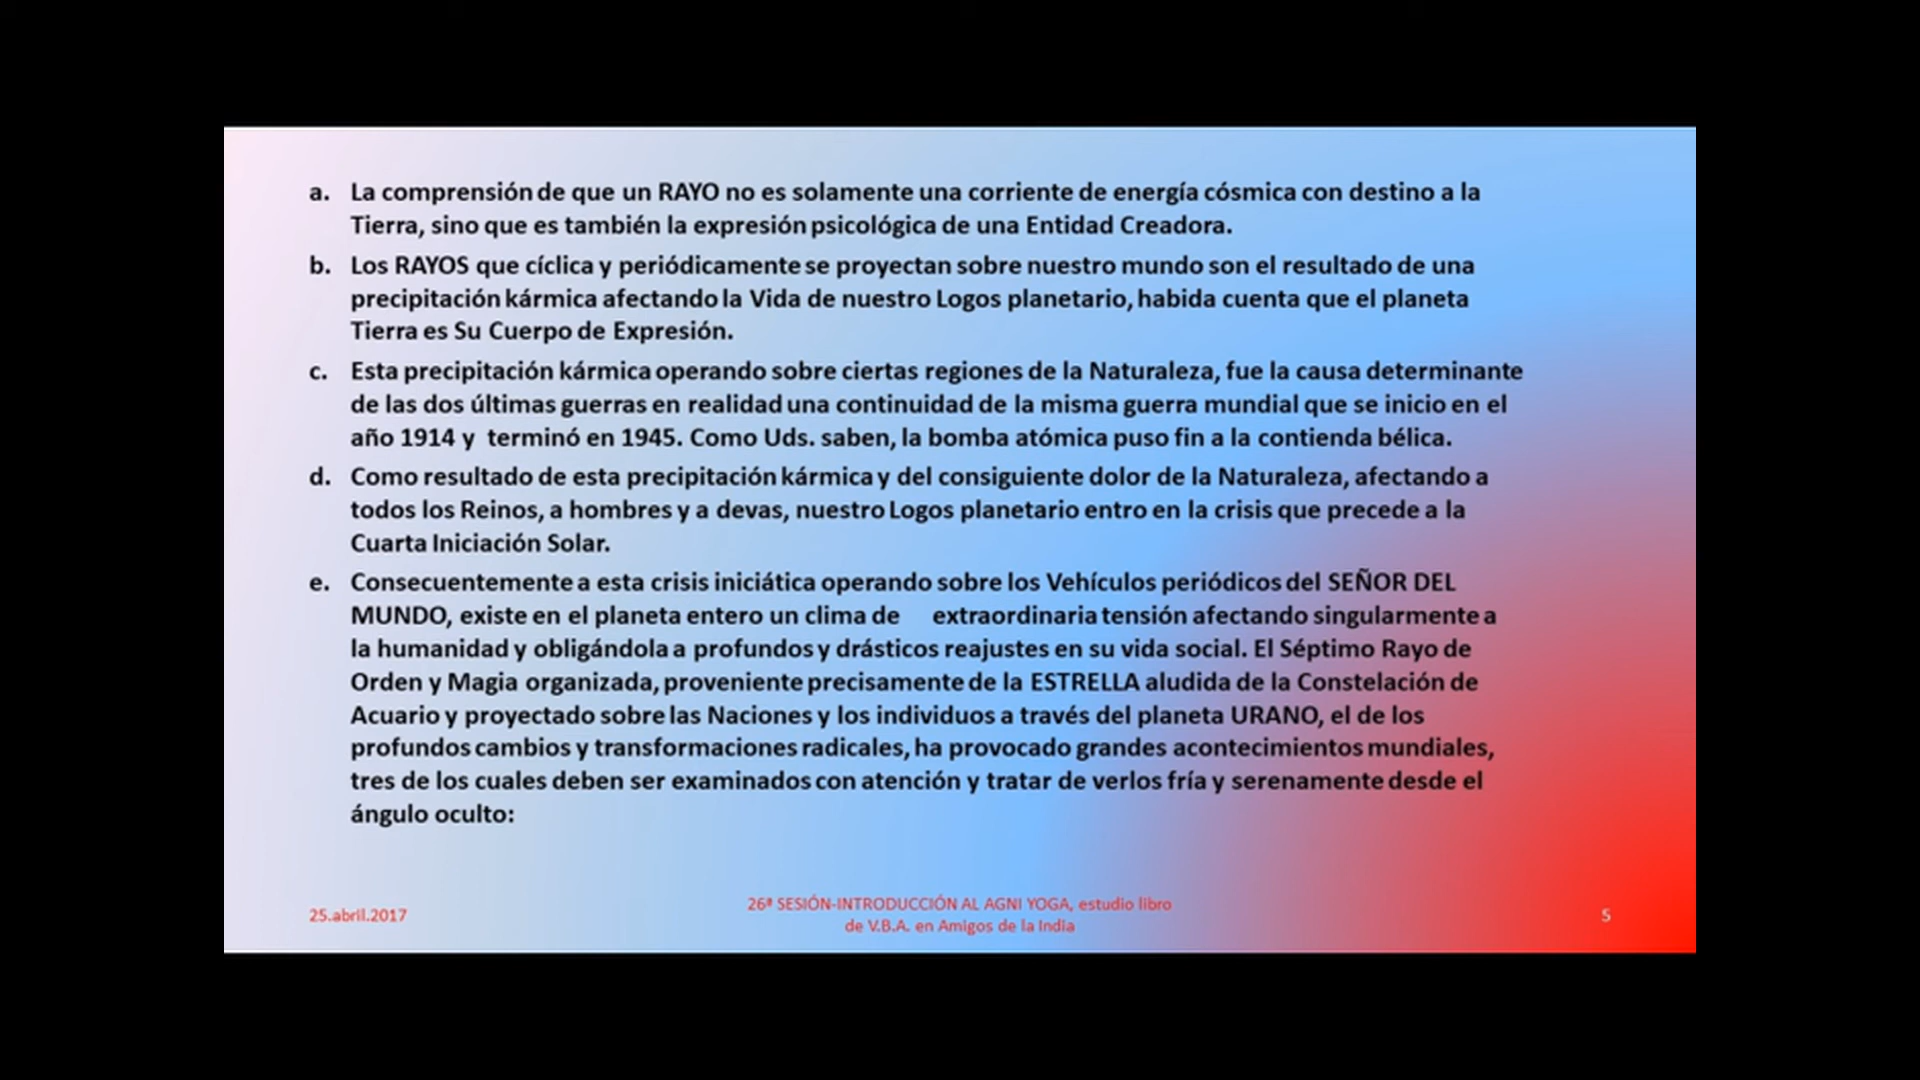 a. La comprensión de que un RAYO no es solamente una corriente de energía cósmica con destino a la
Tierra, sino que es también la expresión psicológica de una Entidad Creadora.
b. Los RAYOS que cíclica y periódicamente se proyectan sobre nuestro mundo son el resultado de una
precipitación kármica afectando la Vida de nuestro Logos planetario, habida cuenta que el planeta
Tierra es Su Cuerpo de Expresión.
c. Esta precipitación kármica operando sobre ciertas regiones de la Naturaleza, fue la causa determinante
de las dos últimas guerras en realidad una continuidad de la misma guerra mundial que se inicio en el
año 1914 y terminó en 1945. Como Uds. saben, la bomba atómica puso fin a la contienda bélica.
d. Como resultado de esta precipitación kármica y del consiguiente dolor de la Naturaleza, afectando a
todos los Reinos, a hombres y a devas, nuestro Logos planetario entro en la crisis que precede a la
Cuarta Iniciación Solar.
e. Consecuentemente a esta crisis iniciática operando sobre los Vehículos periódicos del SEÑOR DEL
MUNDO, existe en el planeta entero un clima de extraordinaria tensión afectando singularmente a
la humanidad y obligándola a profundos y drásticos reajustes en su vida social. El Séptimo Rayo de
Orden y Magia organizada, proveniente precisamente de la ESTRELLA aludida de la Constelación de
Acuario y proyectado sobre las Naciones y los individuos a través del planeta URANO, el de los
profundos cambios y transformaciones radicales, ha provocado grandes acontecimientos mundiales,
tres de los cuales deben ser examinados con atención y tratar de verlos fría y serenamente desde el
ángulo oculto:
25.abril.2017
26ª SESIÓN-INTRODUCCIÓN AL AGNI YOGA, estudio libro
de V.B.A. en Amigos de la India
5